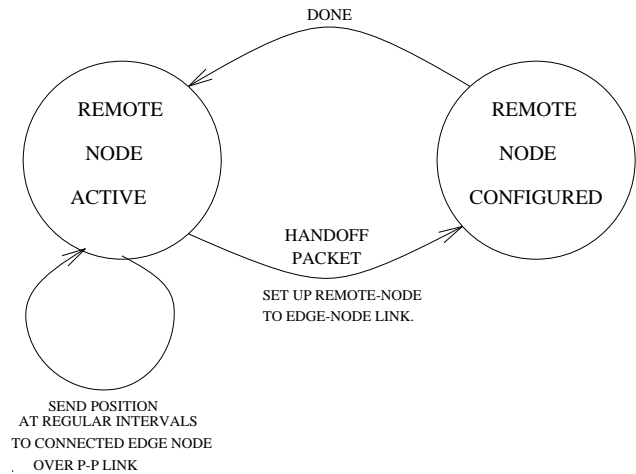 DONE
REMOTE
NODE
ACTIVE
REMOTE
NODE
CONFIGURED
HANDOFF
PACKET
SET UP REMOTE-NODE
TO EDGE-NODE LINK.
SEND POSITION
AT REGULAR INTERVALS
TO CONNECTED EDGE NODE
OVER P-P LINK